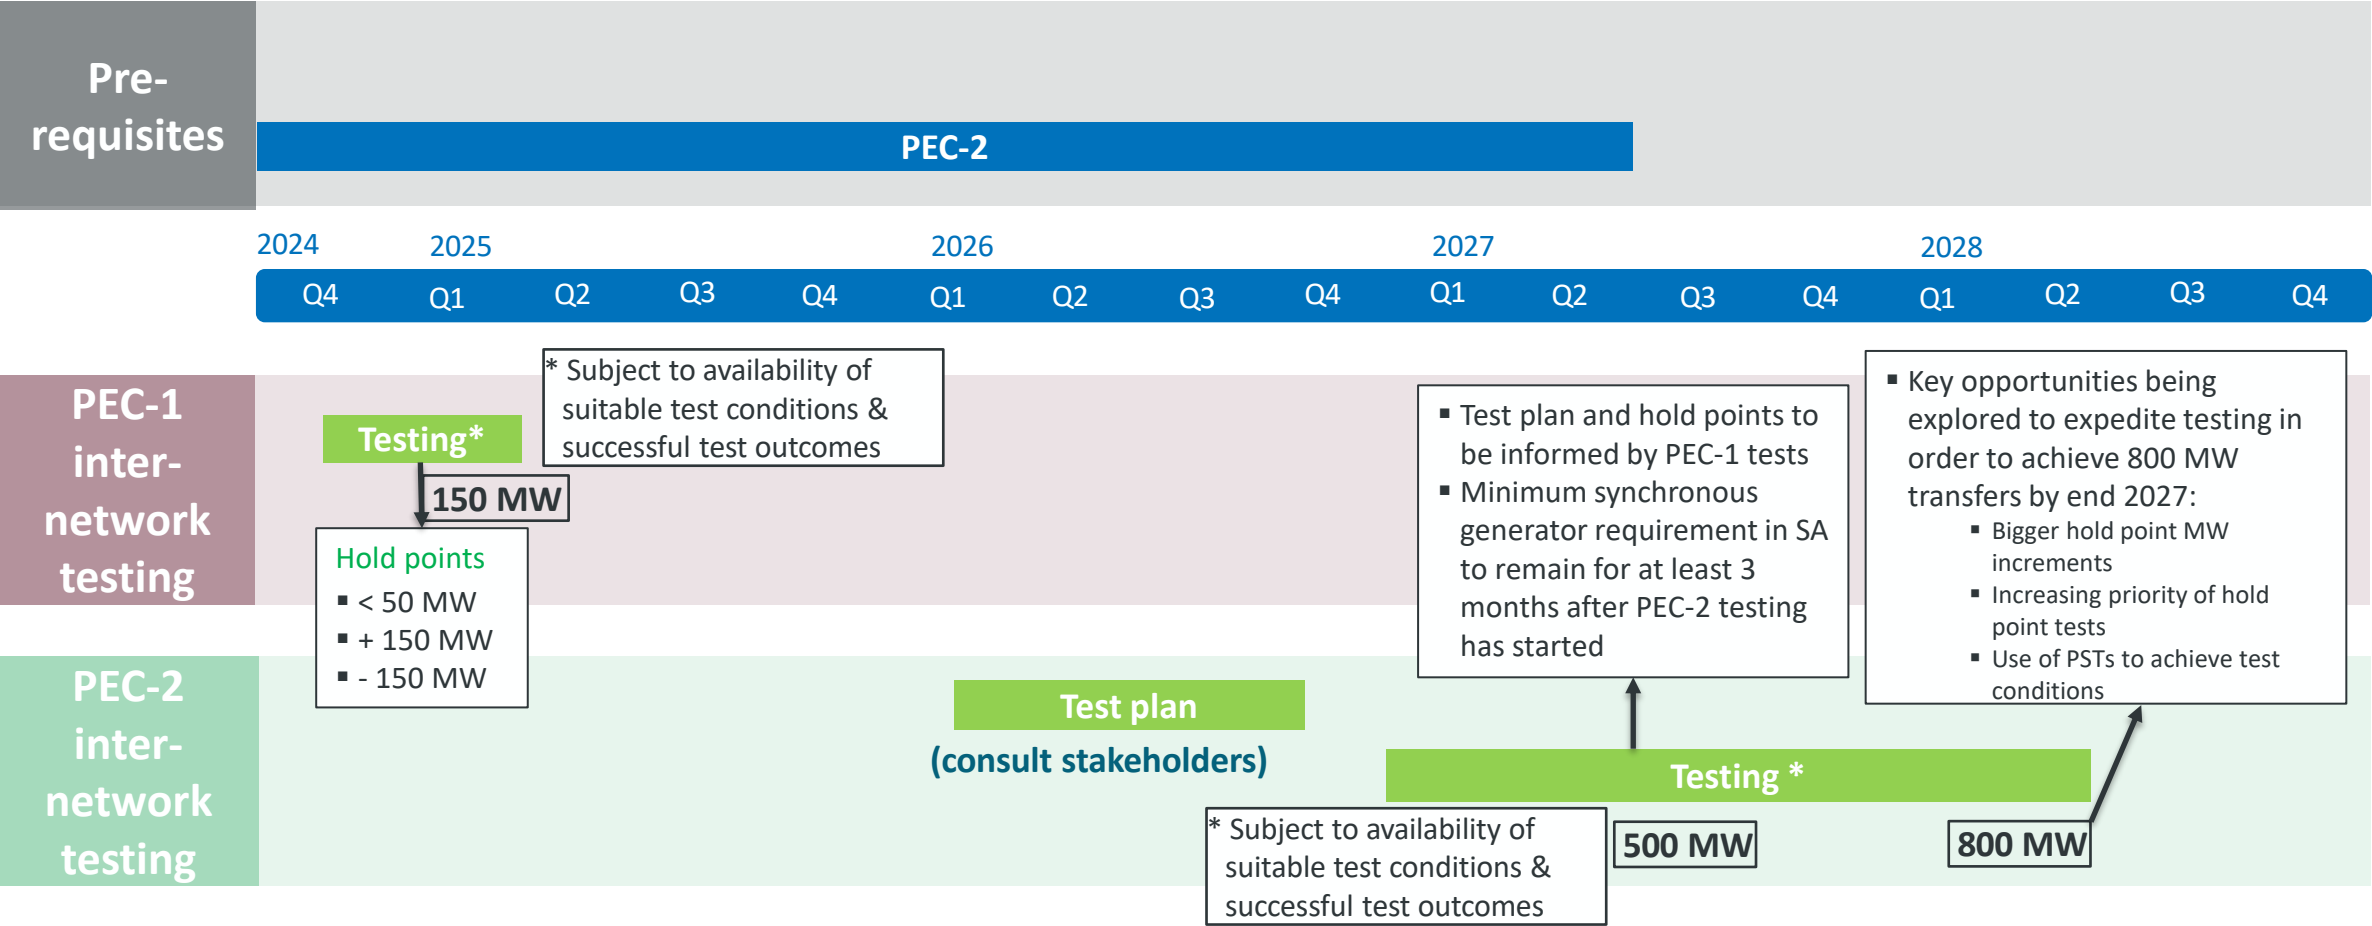 Pre-
requisites
PEC-2
2024 2025 2026 2027 2028
Q4 Q1 Q2 Q3 Q4 Q1 Q2 Q3 Q4 Q1 Q2 Q3 Q4 Q1 Q2 Q3 Q4
PEC-1
inter-
network
testing
Testing*
150 MW
* Subject to availability of
suitable test conditions &
successful test outcomes
Hold points
▪ < 50 MW
▪ + 150 MW
▪ - 150 MW
▪ Test plan and hold points to
be informed by PEC-1 tests
▪ Minimum synchronous
generator requirement in SA
to remain for at least 3
months after PEC-2 testing
has started
▪ Key opportunities being
explored to expedite testing in
order to achieve 800 MW
transfers by end 2027:
▪ Bigger hold point MW
increments
▪ Increasing priority of hold
point tests
▪ Use of PSTs to achieve test
conditions
PEC-2
inter-
network
testing
Test plan
(consult stakeholders)
Testing *
* Subject to availability of
suitable test conditions &
successful test outcomes
500 MW
800 MW